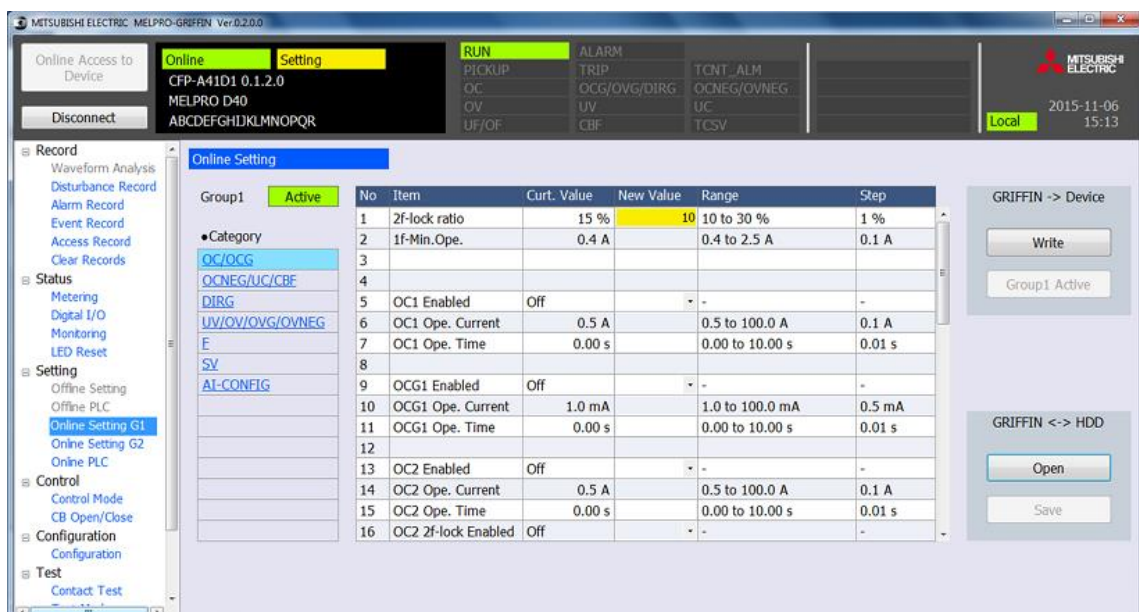 MITSUBISHI ELECTRIC MELPRO-GRIFFIN Ver.0.2.0.0
Online Access to
Device
Disconnect
Online Setting
CFP-A41D1 0.1.2.0
MELPRO D40
ABCDEFGHIJKLMNOPQR
RUN ALARM
PICKUP TRIP TCNT_ALM
OC OCG/OVG/DIRG OCNEG/OVNEG
OV UV UC
UF/OF CBF TCSV
MITSUBISHI
ELECTRIC
2015-11-06
Local 15:13
Record
Waveform Analysis
Disturbance Record
Alarm Record
Event Record
Access Record
Clear Records
Status
Metering
Digital I/O
Monitoring
LED Reset
Setting
Offline Setting
Offline PLC
Online Setting G1
Online Setting G2
Online PLC
Control
Control Mode
CB Open/Close
Configuration
Configuration
Test
Contact Test
Online Setting
Group1 Active
•Category
OC/OCG
OCNEG/UC/CBF
DIRG
UV/OV/OVG/OVNEG
F
SV
AI-CONFIG
No Item Curt. Value New Value Range Step
1 2f-lock ratio 15 % 10 10 to 30 % 1 %
2 1f-Min.Ope. 0.4 A 0.4 to 2.5 A 0.1 A
3
4
5 OC1 Enabled Off - -
6 OC1 Ope. Current 0.5 A 0.5 to 100.0 A 0.1 A
7 OC1 Ope. Time 0.00 s 0.00 to 10.00 s 0.01 s
8
9 OCG1 Enabled Off - -
10 OCG1 Ope. Current 1.0 mA 1.0 to 100.0 mA 0.5 mA
11 OCG1 Ope. Time 0.00 s 0.00 to 10.00 s 0.01 s
12
13 OC2 Enabled Off - -
14 OC2 Ope. Current 0.5 A 0.5 to 100.0 A 0.1 A
15 OC2 Ope. Time 0.00 s 0.00 to 10.00 s 0.01 s
16 OC2 2f-lock Enabled Off - -
GRIFFIN -> Device
Write
Group1 Active
GRIFFIN <-> HDD
Open
Save